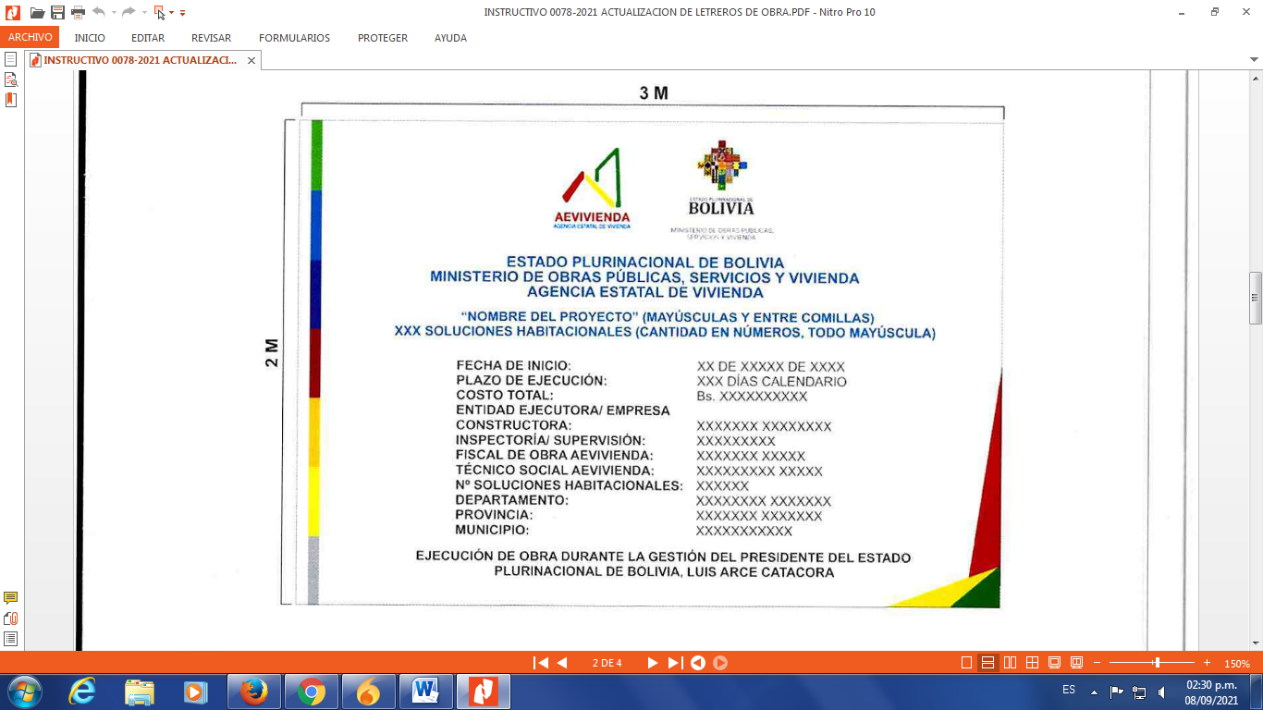 INSTRUCTIVO 0078-2021 ACTUALIZACION DE LETREROS DE OBRA.PDF - Nitro Pro 10
ARCHIVO INICIO EDITAR REVISAR FORMULARIOS PROTEGER AYUDA
INSTRUCTIVO 0078-2021 ACTUALIZACI...
3 M
2 M
AEVIVIENDA
AGENCIA ESTATAL DE VIVIENDA
ESTADO PLURINACIONAL DE
BOLIVIA
MINISTERIO DE OBRAS PÚBLICAS,
SERVICIOS Y VIVIENDA
ESTADO PLURINACIONAL DE BOLIVIA
MINISTERIO DE OBRAS PÚBLICAS, SERVICIOS Y VIVIENDA
AGENCIA ESTATAL DE VIVIENDA
“NOMBRE DEL PROYECTO” (MAYÚSCULAS Y ENTRE COMILLAS)
XXX SOLUCIONES HABITACIONALES (CANTIDAD EN NÚMEROS, TODO MAYÚSCULA)
FECHA DE INICIO: XX DE XXXXX DE XXXX
PLAZO DE EJECUCIÓN: XXX DÍAS CALENDARIO
COSTO TOTAL: Bs. XXXXXXXXXX
ENTIDAD EJECUTORA/ EMPRESA
CONSTRUCTORA: XXXXXXX XXXXXXXX
INSPECTORÍA/ SUPERVISIÓN: XXXXXXXXX
FISCAL DE OBRA AEVIVIENDA: XXXXXXX XXXXX
TÉCNICO SOCIAL AEVIVIENDA: XXXXXXXXX XXXXX
Nº SOLUCIONES HABITACIONALES: XXXXXX
DEPARTAMENTO: XXXXXXXX XXXXXXX
PROVINCIA: XXXXXXX XXXXXXX
MUNICIPIO: XXXXXXXXXXX
EJECUCIÓN DE OBRA DURANTE LA GESTIÓN DEL PRESIDENTE DEL ESTADO
PLURINACIONAL DE BOLIVIA, LUIS ARCE CATACORA
2 DE 4
150%
ES
02:30 p.m.
08/09/2021